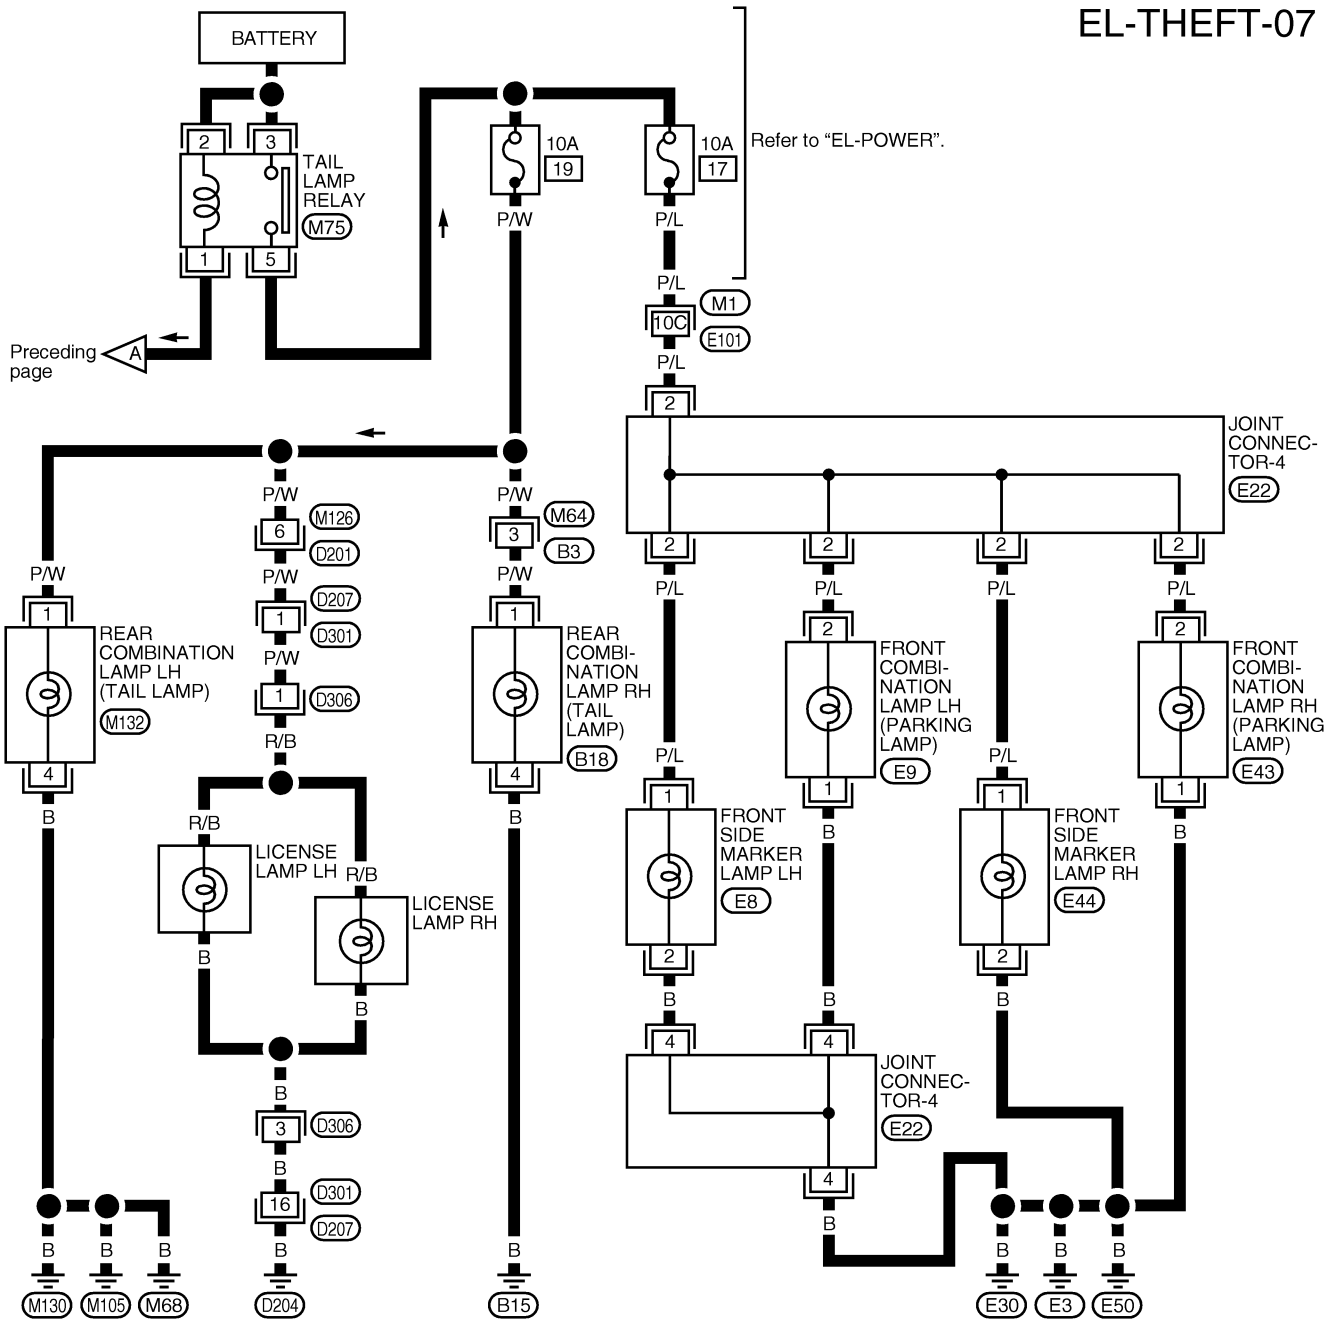 EL-THEFT-07
BATTERY
2
3
TAIL
LAMP
RELAY
M75
1
5
Preceding
page
A
10A
19
P/W
10A
17
P/L
Refer to “EL-POWER”.
P/L
M1
10C
E101
P/L
2
JOINT
CONNEC-
TOR-4
E22
2
2
2
2
P/W
M126
6
D201
P/W
D207
1
D301
P/W
1
D306
R/B
P/W
M64
3
B3
P/W
P/W
1
REAR
COMBINATION
LAMP LH
(TAIL LAMP)
M132
4
B
1
REAR
COMBI-
NATION
LAMP RH
(TAIL
LAMP)
B18
4
B
R/B
LICENSE
LAMP LH
R/B
LICENSE
LAMP RH
B
B
B
3
D306
B
D301
16
D207
B
P/L
P/L
P/L
P/L
2
FRONT
COMBI-
NATION
LAMP LH
(PARKING
LAMP)
E9
1
B
2
FRONT
COMBI-
NATION
LAMP RH
(PARKING
LAMP)
E43
1
B
P/L
1
FRONT
SIDE
MARKER
LAMP LH
E8
2
B
P/L
1
FRONT
SIDE
MARKER
LAMP RH
E44
2
B
B
4
4
JOINT
CONNEC-
TOR-4
E22
4
B
B
B
B
B
B
B
B
M130
M105
M68
D204
B15
E30
E3
E50